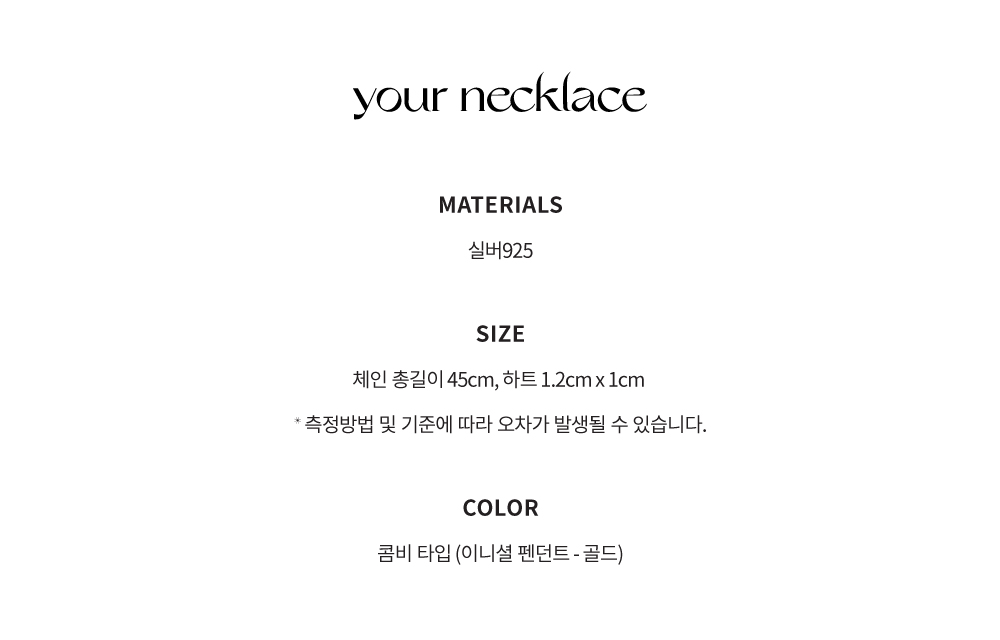 your necklace
MATERIALS
실버925
SIZE
체인 총길이 45cm, 하트 1.2cm x 1cm
* 측정방법 및 기준에 따라 오차가 발생될 수 있습니다.
COLOR
콤비 타입 (이니셜 펜던트 - 골드)